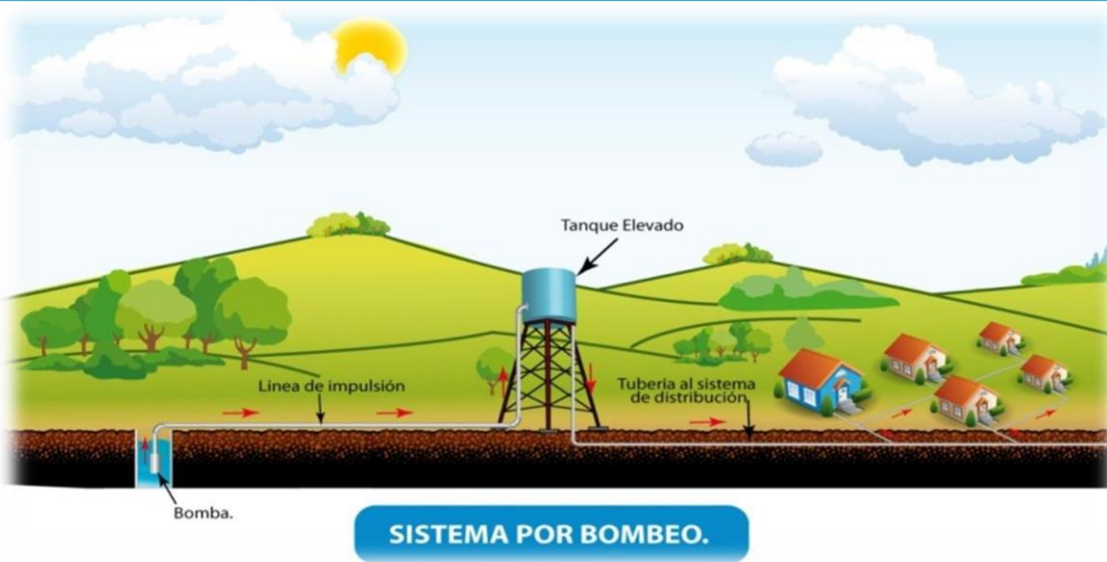 Tanque Elevado
Linea de impulsión
Tuberia al sistema
de distribución
Bomba.
SISTEMA POR BOMBEO.